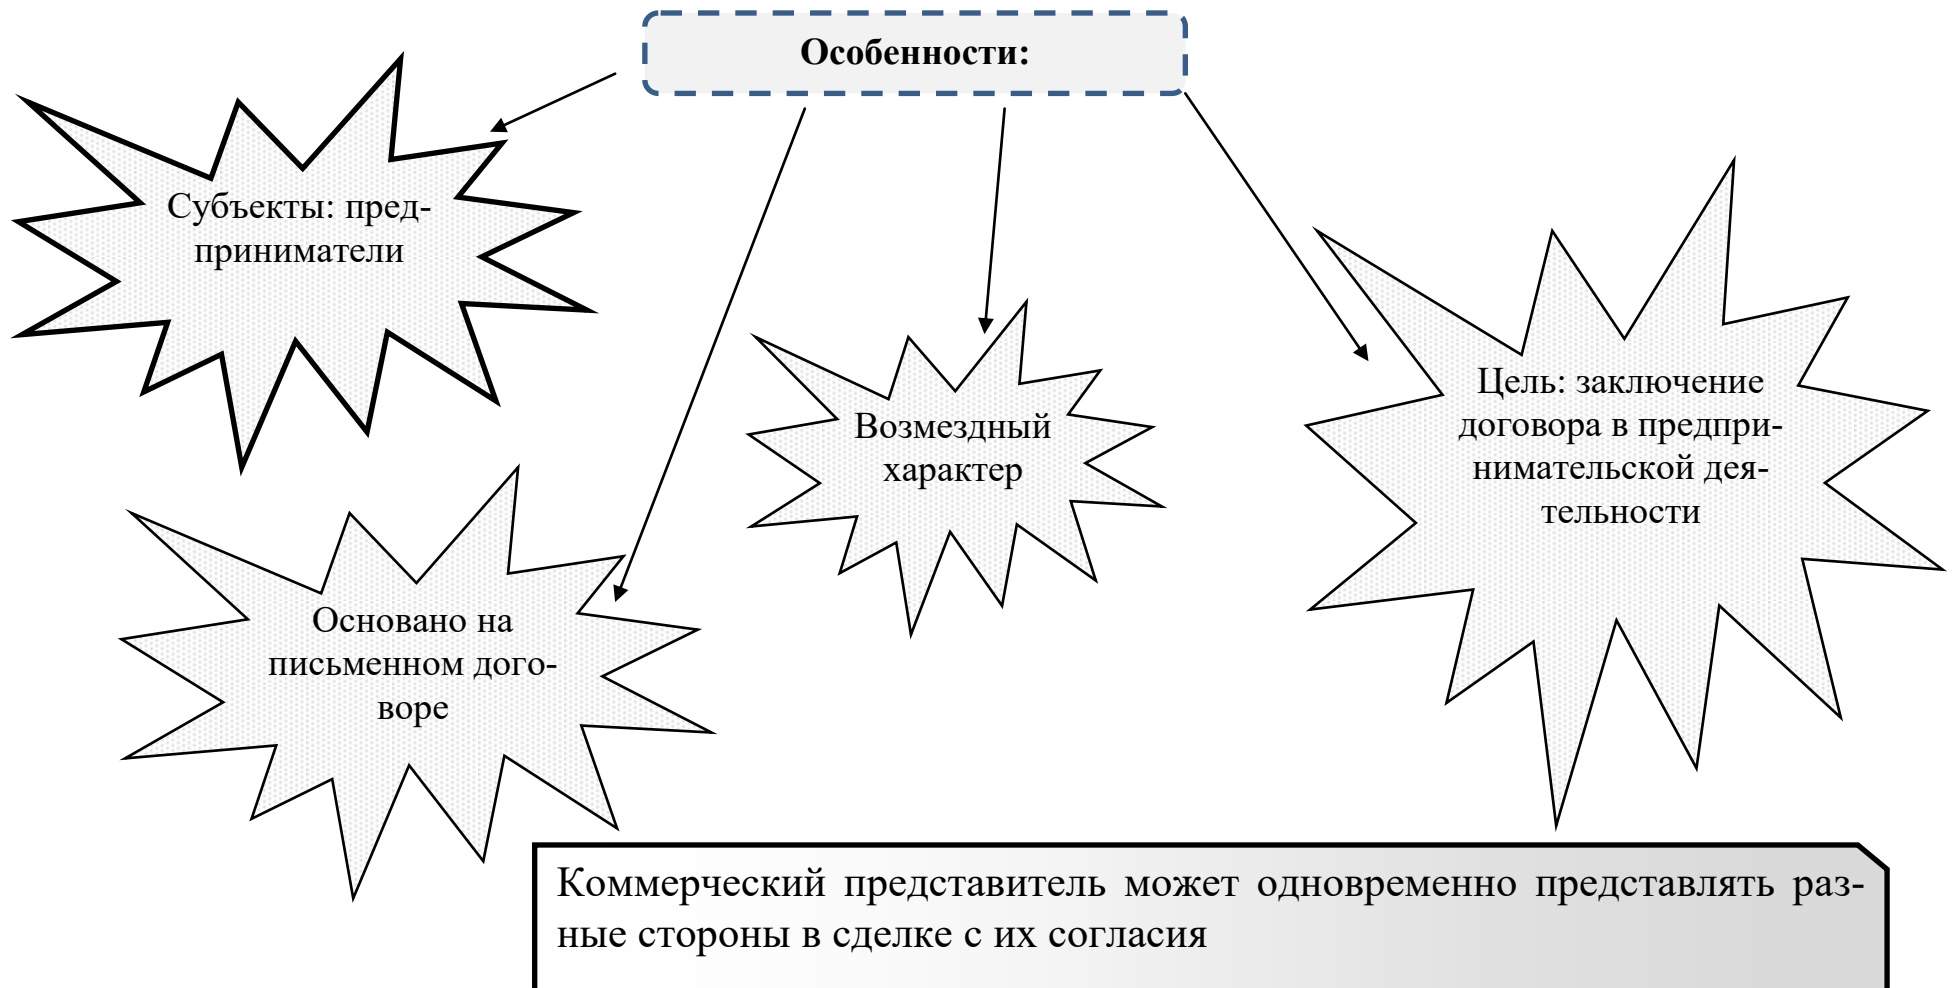 Особенности:
Субъекты: пред-
приниматели
Основано на
письменном дого-
воре
Возмездный
характер
Цель: заключение
договора в предпри-
нимательской дея-
тельности
Коммерческий представитель может одновременно представлять раз-
ные стороны в сделке с их согласия